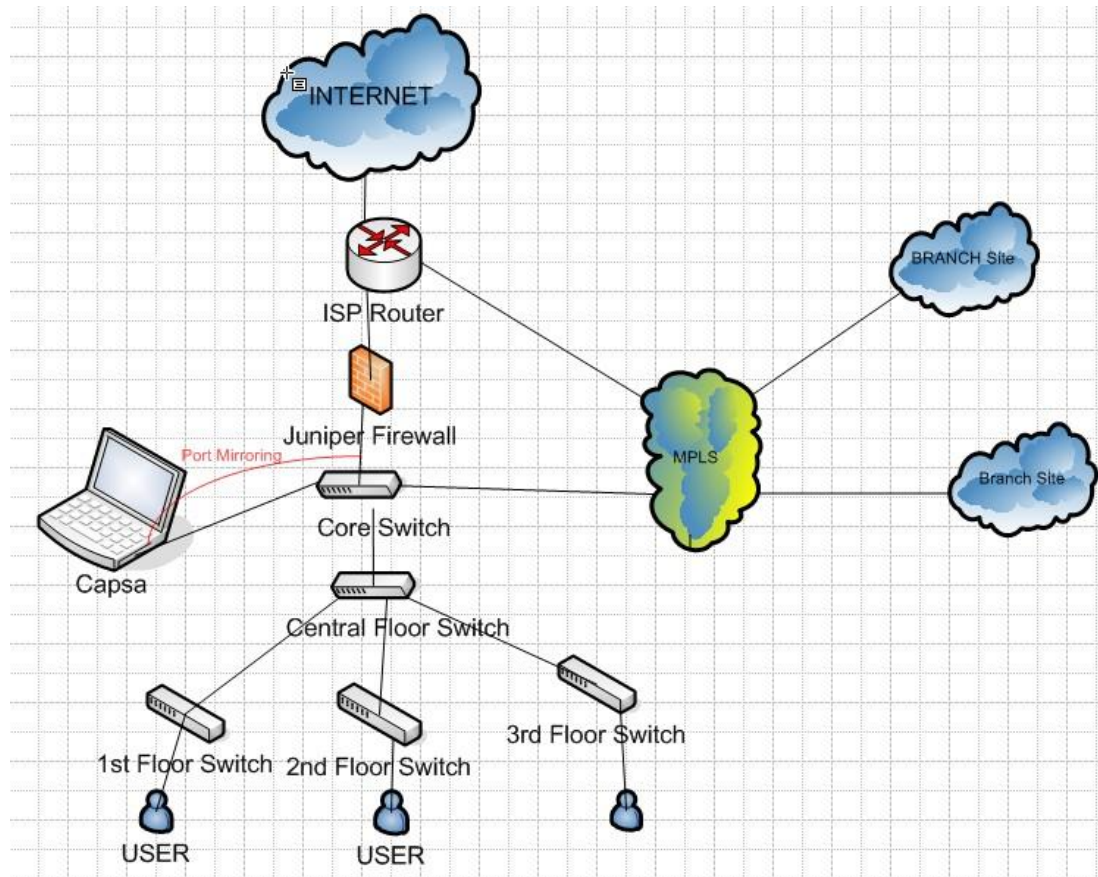 INTERNET
BRANCH Site
ISP Router
Juniper Firewall
Port Mirroring
MPLS
Branch Site
Core Switch
Capsa
Central Floor Switch
3rd Floor Switch
1st Floor Switch
2nd Floor Switch
USER
USER